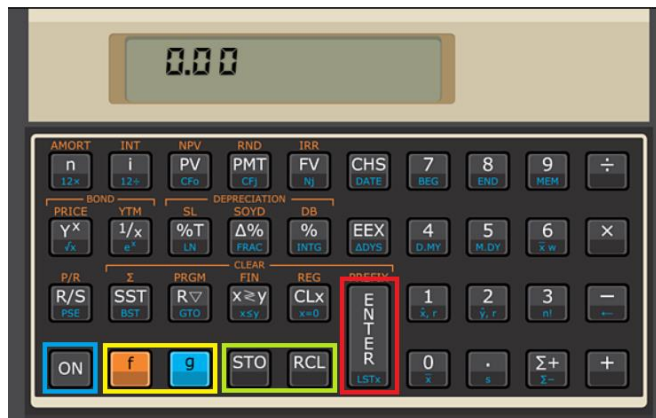 0.00
AMORT INT NPV RND IRR
n i PV PMT FV CHS 7 8 9 ÷
12× 12÷ CFo CFj Nj DATE BEG END MEM
BOND DEPRECIATION
PRICE YTM SL SOYD DB
Yˣ 1/x %T Δ% % EEX 4 5 6 ×
√x eˣ LN FRAC INTG ΔDYS D.MY M.DY x̄ w
CLEAR
P/R Σ PRGM FIN REG PREFIX
R/S SST R▽ x≷y CLx ENTER 1 2 3 −
PSE BST GTO x≤y x=0 x̂, r ŷ, r n! ←
ON f g STO RCL 0 . Σ+ +
LSTx x̄ s Σ−